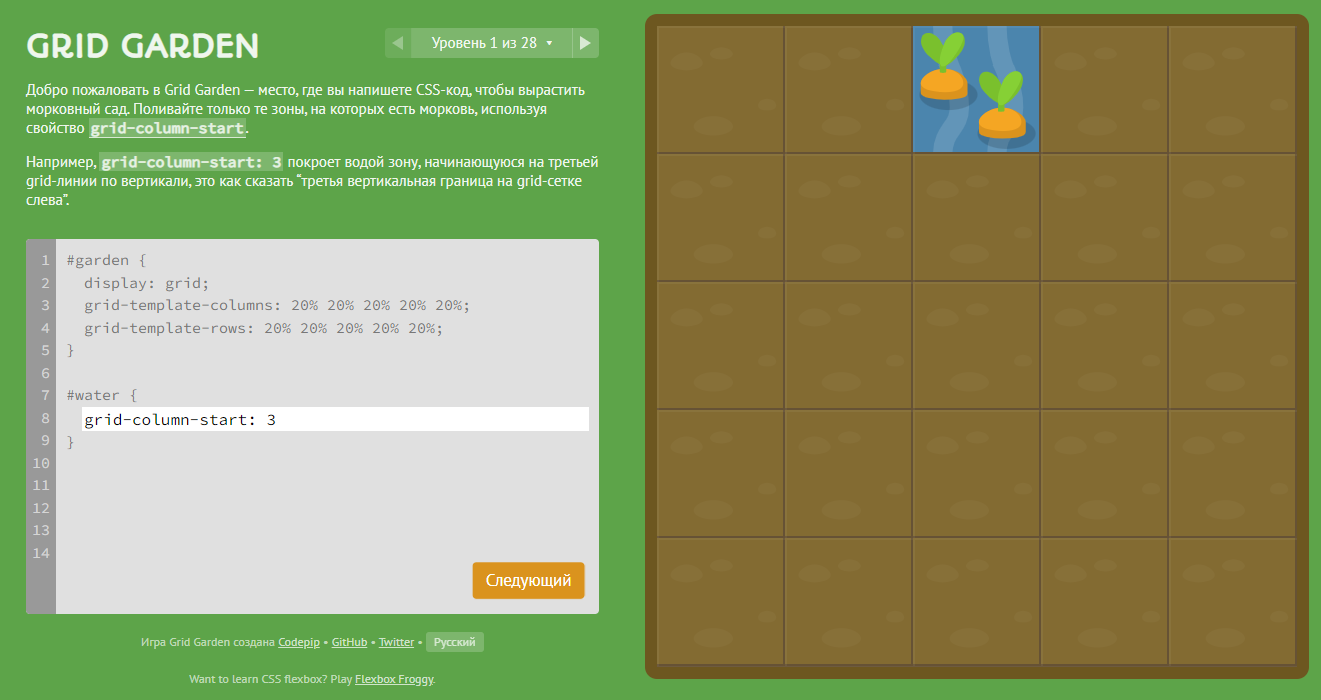 GRID GARDEN
Уровень 1 из 28
Добро пожаловать в Grid Garden — место, где вы напишете CSS-код, чтобы вырастить
морковный сад. Поливайте только те зоны, на которых есть морковь, используя
свойство grid-column-start.
Например, grid-column-start: 3 покроет водой зону, начинающуюся на третьей
grid-линии по вертикали, это как сказать “третья вертикальная граница на grid-сетке
слева”.
1 #garden {
2 display: grid;
3 grid-template-columns: 20% 20% 20% 20% 20%;
4 grid-template-rows: 20% 20% 20% 20% 20%;
5 }
6
7 #water {
8 grid-column-start: 3
9 }
10
11
12
13
14
Следующий
Игра Grid Garden создана Codepip • GitHub • Twitter • Русский
Want to learn CSS flexbox? Play Flexbox Froggy.